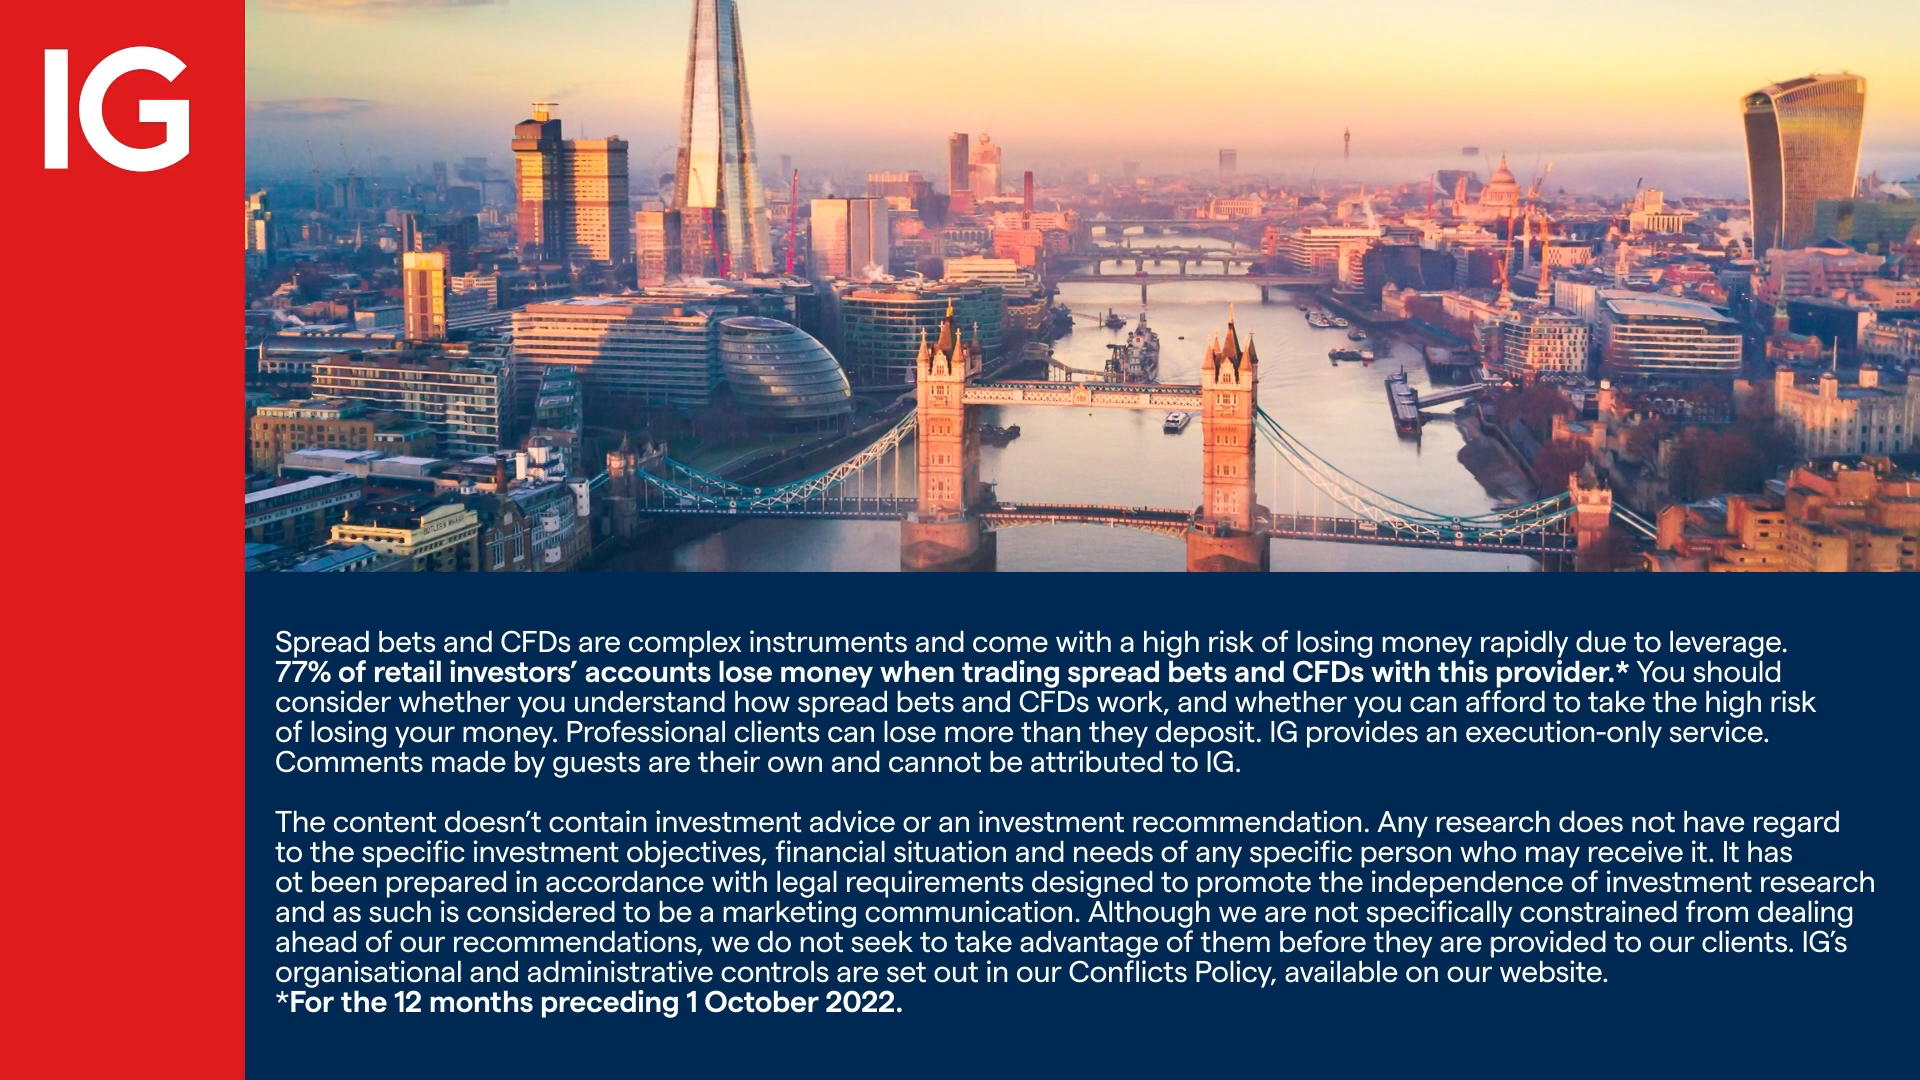 IG
Spread bets and CFDs are complex instruments and come with a high risk of losing money rapidly due to leverage.
77% of retail investors’ accounts lose money when trading spread bets and CFDs with this provider.* You should
consider whether you understand how spread bets and CFDs work, and whether you can afford to take the high risk
of losing your money. Professional clients can lose more than they deposit. IG provides an execution-only service.
Comments made by guests are their own and cannot be attributed to IG.
The content doesn’t contain investment advice or an investment recommendation. Any research does not have regard
to the specific investment objectives, financial situation and needs of any specific person who may receive it. It has
ot been prepared in accordance with legal requirements designed to promote the independence of investment research
and as such is considered to be a marketing communication. Although we are not specifically constrained from dealing
ahead of our recommendations, we do not seek to take advantage of them before they are provided to our clients. IG’s
organisational and administrative controls are set out in our Conflicts Policy, available on our website.
*For the 12 months preceding 1 October 2022.